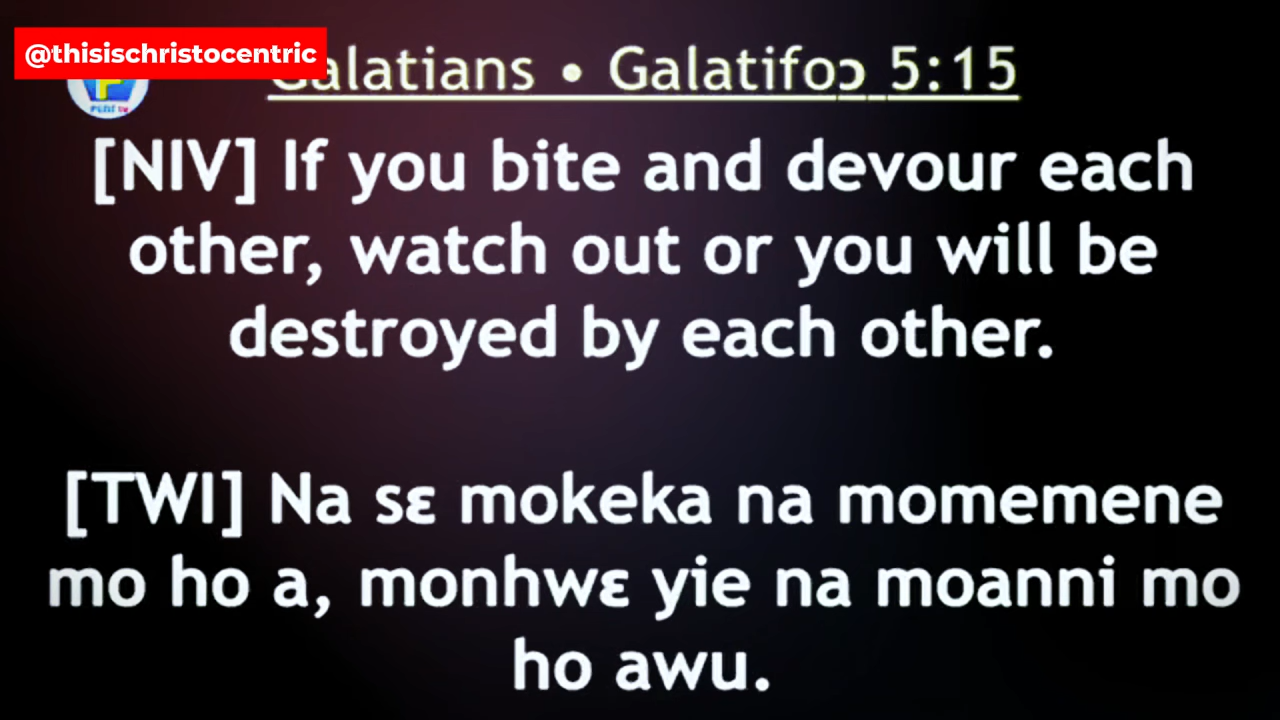 @thisischristocentric
Galatians • Galatifoɔ 5:15
[NIV] If you bite and devour each
other, watch out or you will be
destroyed by each other.
[TWI] Na sɛ mokeka na momemene
mo ho a, monhwɛ yie na moanni mo
ho awu.